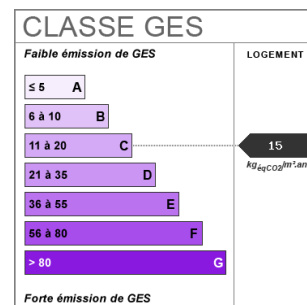 CLASSE GES
Faible émission de GES
LOGEMENT
≤ 5 A
6 à 10 B
11 à 20 C
15
kgéqCO2/m².an
21 à 35 D
36 à 55 E
56 à 80 F
> 80 G
Forte émission de GES